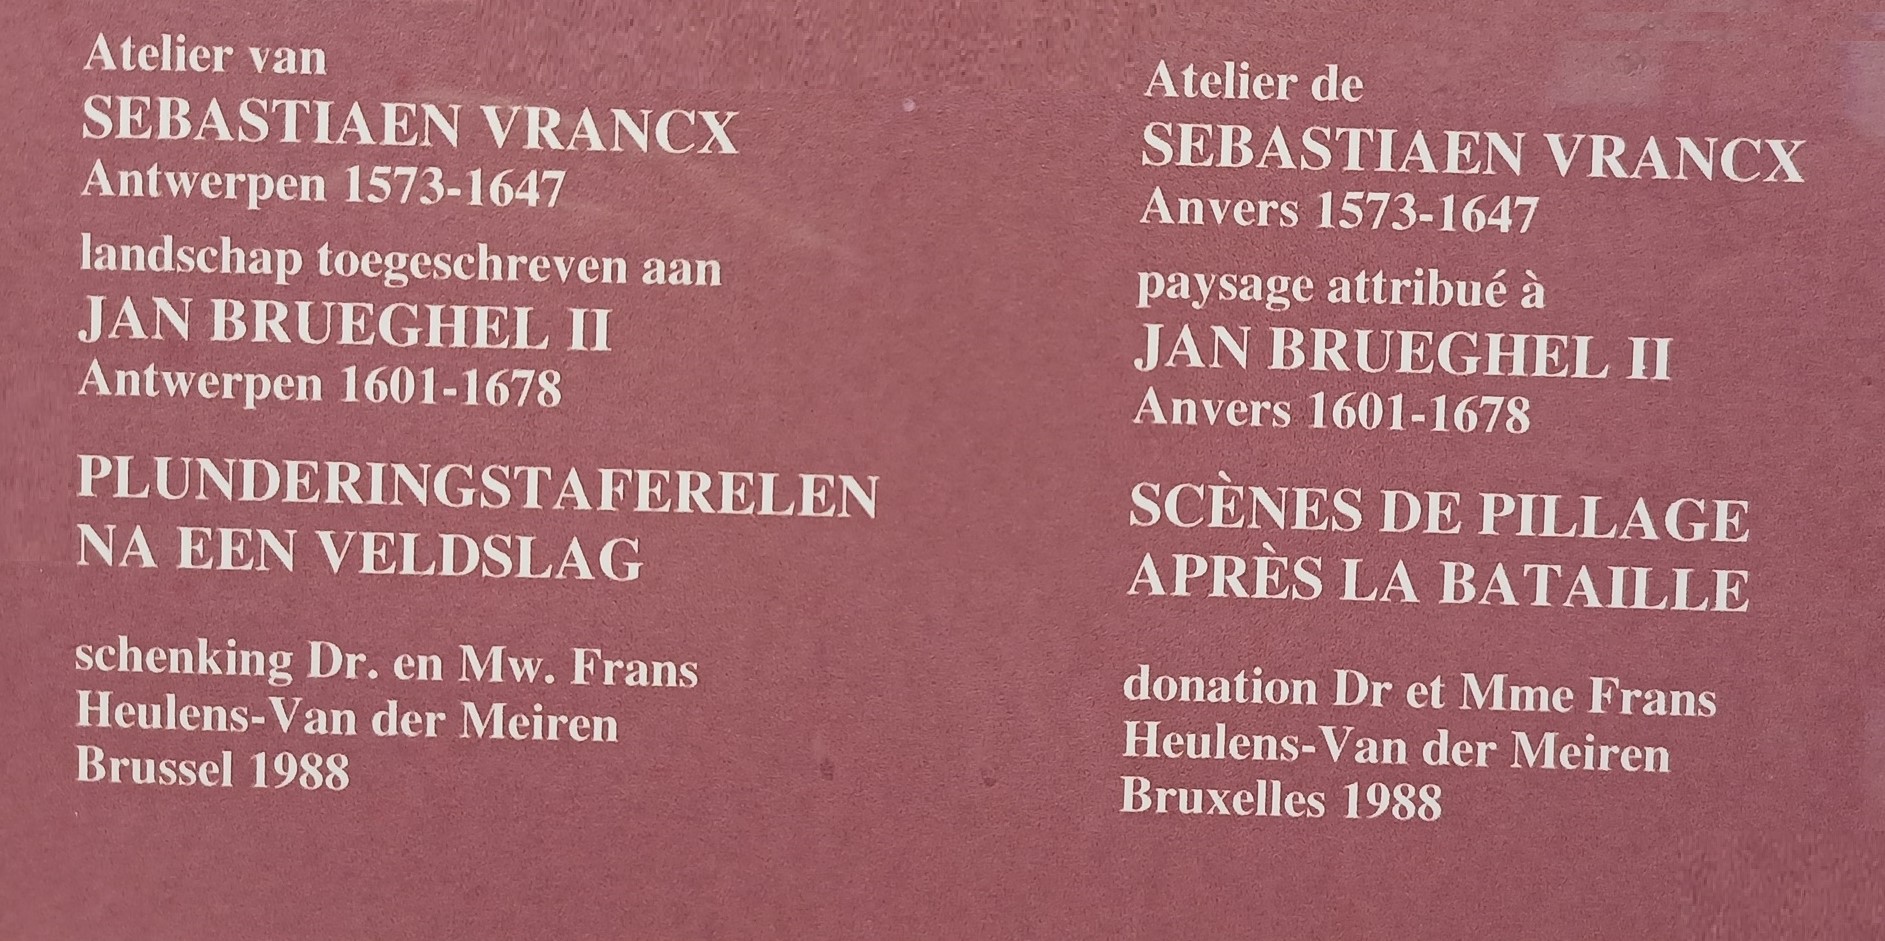 Atelier van
SEBASTIAEN VRANCX
Antwerpen 1573-1647
landschap toegeschreven aan
JAN BRUEGHEL II
Antwerpen 1601-1678
PLUNDERINGSTAFERELEN
NA EEN VELDSLAG
schenking Dr. en Mw. Frans
Heulens-Van der Meiren
Brussel 1988
Atelier de
SEBASTIAEN VRANCX
Anvers 1573-1647
paysage attribué à
JAN BRUEGHEL II
Anvers 1601-1678
SCÈNES DE PILLAGE
APRÈS LA BATAILLE
donation Dr et Mme Frans
Heulens-Van der Meiren
Bruxelles 1988